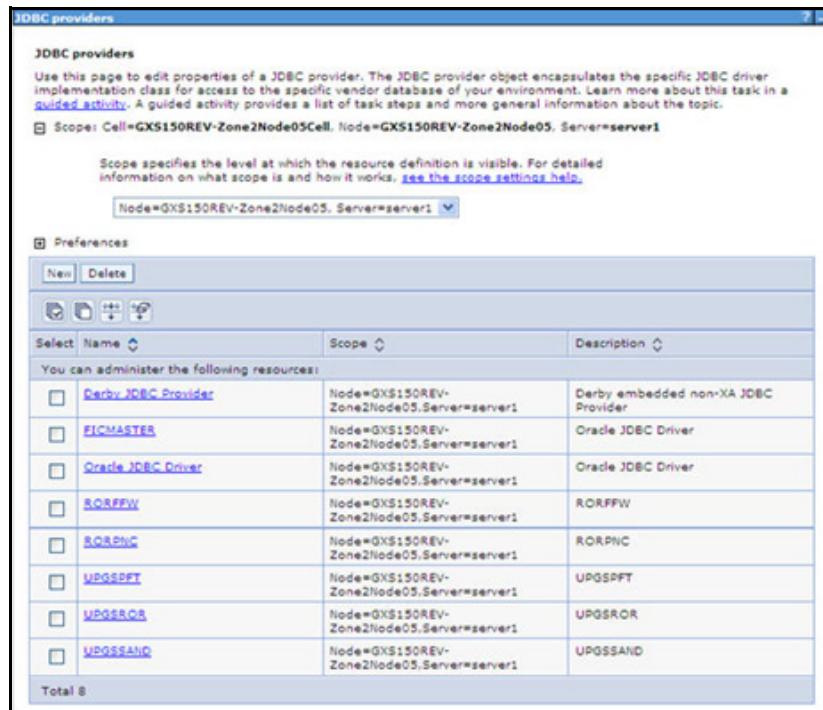 JDBC providers
?
JDBC providers
Use this page to edit properties of a JDBC provider. The JDBC provider object encapsulates the specific JDBC driver
implementation class for access to the specific vendor database of your environment. Learn more about this task in a
guided activity. A guided activity provides a list of task steps and more general information about the topic.
Scope: Cell=GXS150REV-Zone2Node05Cell, Node=GXS150REV-Zone2Node05, Server=server1
Scope specifies the level at which the resource definition is visible. For detailed
information on what scope is and how it works, see the scope settings help.
Node=GXS150REV-Zone2Node05, Server=server1
Preferences
New Delete
Select Name Scope Description
You can administer the following resources:
Derby JDBC Provider Node=GXS150REV- Derby embedded non-XA JDBC
Zone2Node05,Server=server1 Provider
FICMASTER Node=GXS150REV- Oracle JDBC Driver
Zone2Node05,Server=server1
Oracle JDBC Driver Node=GXS150REV- Oracle JDBC Driver
Zone2Node05,Server=server1
RORFFW Node=GXS150REV- RORFFW
Zone2Node05,Server=server1
RORPNC Node=GXS150REV- RORPNC
Zone2Node05,Server=server1
UPGSPFT Node=GXS150REV- UPGSPFT
Zone2Node05,Server=server1
UPGSROR Node=GXS150REV- UPGSROR
Zone2Node05,Server=server1
UPGSSAND Node=GXS150REV- UPGSSAND
Zone2Node05,Server=server1
Total 8